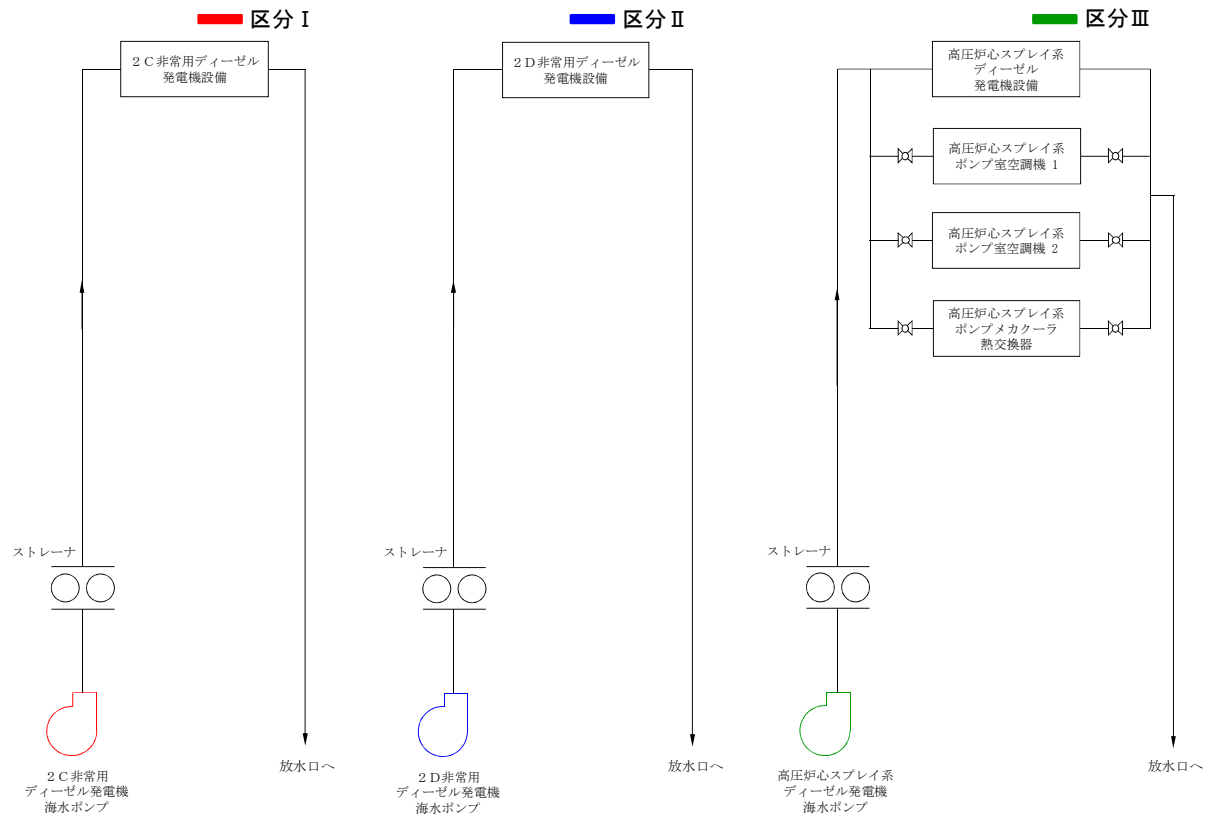 区分Ⅰ
区分Ⅱ
区分Ⅲ
2C非常用ディーゼル
発電機設備
2D非常用ディーゼル
発電機設備
高圧炉心スプレイ系
ディーゼル
発電機設備
高圧炉心スプレイ系
ポンプ室空調機 1
高圧炉心スプレイ系
ポンプ室空調機 2
高圧炉心スプレイ系
ポンプメカクーラ
熱交換器
ストレーナ
ストレーナ
ストレーナ
2C非常用
ディーゼル発電機
海水ポンプ
放水口へ
2D非常用
ディーゼル発電機
海水ポンプ
放水口へ
高圧炉心スプレイ系
ディーゼル発電機
海水ポンプ
放水口へ